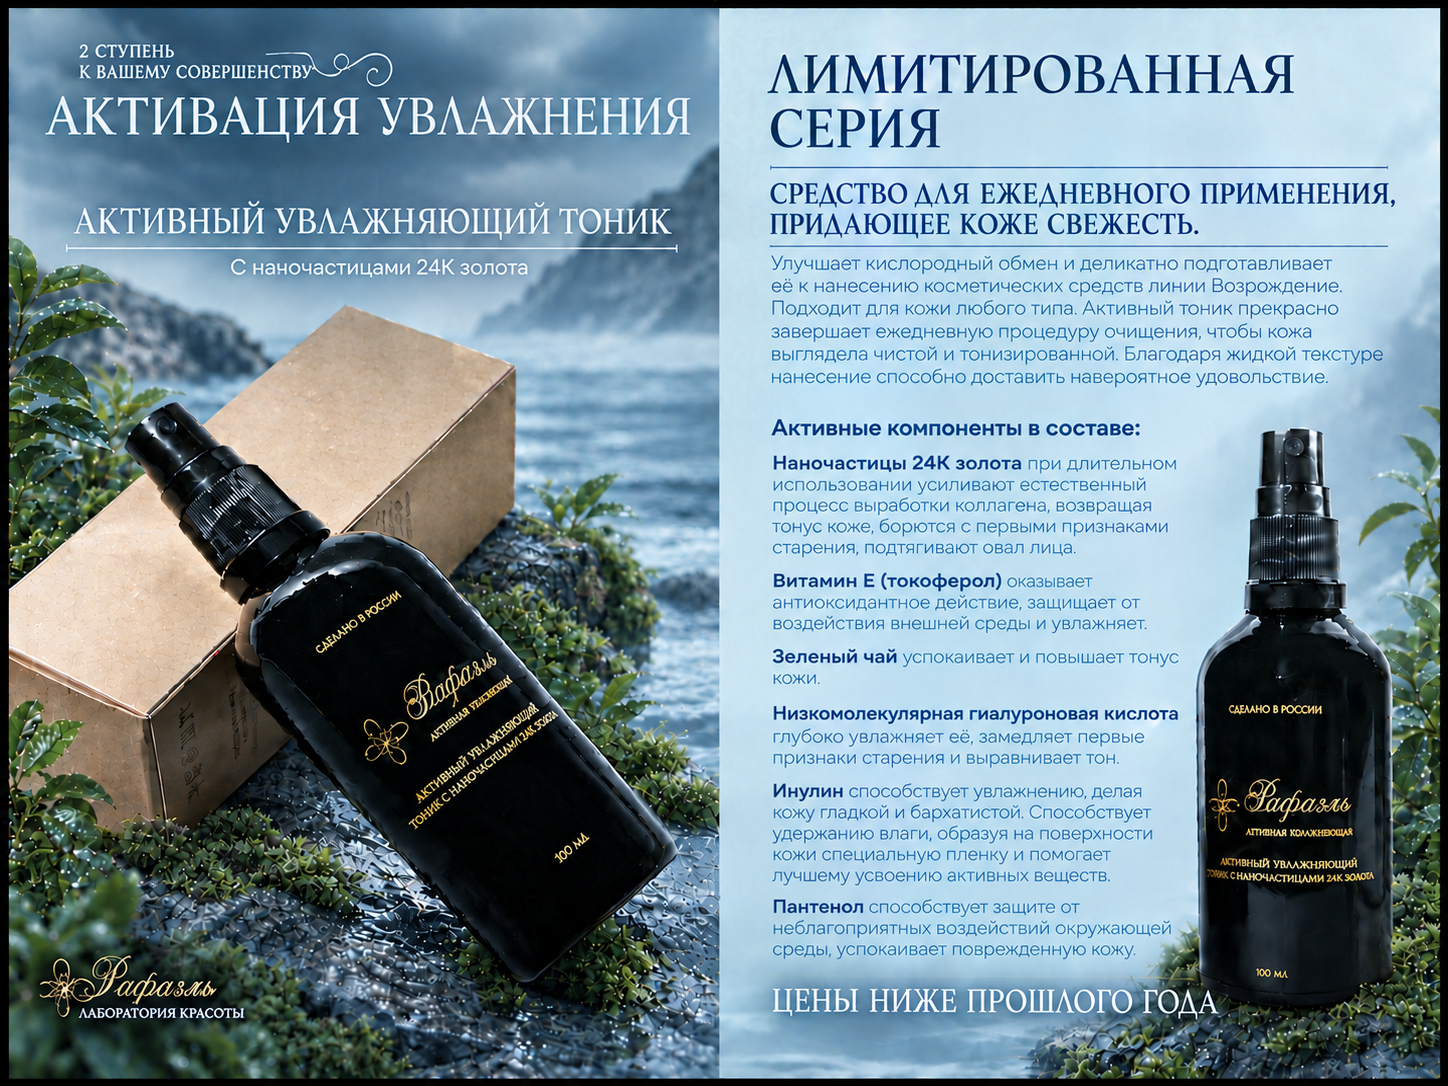 2 СТУПЕНЬ
К ВАШЕМУ СОВЕРШЕНСТВУ
АКТИВАЦИЯ УВЛАЖНЕНИЯ
АКТИВНЫЙ УВЛАЖНЯЮЩИЙ ТОНИК
С наночастицами 24К золота
СДЕЛАНО В РОССИИ
Рафаэль
АКТИВНАЯ
АКТИВНЫЙ УВЛАЖНЯЮЩИЙ
ТОНИК С НАНОЧАСТИЦАМИ 24К ЗОЛОТА
100 МЛ
Рафаэль
ЛАБОРАТОРИЯ КРАСОТЫ
ЛИМИТИРОВАННАЯ
СЕРИЯ
СРЕДСТВО ДЛЯ ЕЖЕДНЕВНОГО ПРИМЕНЕНИЯ,
ПРИДАЮЩЕЕ КОЖЕ СВЕЖЕСТЬ.
Улучшает кислородный обмен и деликатно подготавливает
её к нанесению косметических средств линии Возрождение.
Подходит для кожи любого типа. Активный тоник прекрасно
завершает ежедневную процедуру очищения, чтобы кожа
выглядела чистой и тонизированной. Благодаря жидкой текстуре
нанесение способно доставить навероятное удовольствие.
Активные компоненты в составе:
Наночастицы 24К золота при длительном
использовании усиливают естественный
процесс выработки коллагена, возвращая
тонус коже, борются с первыми признаками
старения, подтягивают овал лица.
Витамин Е (токоферол) оказывает
антиоксидантное действие, защищает от
воздействия внешней среды и увлажняет.
Зеленый чай успокаивает и повышает тонус
кожи.
Низкомолекулярная гиалуроновая кислота
глубоко увлажняет её, замедляет первые
признаки старения и выравнивает тон.
Инулин способствует увлажнению, делая
кожу гладкой и бархатистой. Способствует
удержанию влаги, образуя на поверхности
кожи специальную пленку и помогает
лучшему усвоению активных веществ.
Пантенол способствует защите от
неблагоприятных воздействий окружающей
среды, успокаивает поврежденную кожу.
ЦЕНЫ НИЖЕ ПРОШЛОГО ГОДА
СДЕЛАНО В РОССИИ
Рафаэль
АКТИВНЫЙ УВЛАЖНЯЮЩИЙ
ТОНИК С НАНОЧАСТИЦАМИ 24К ЗОЛОТА
100 МЛ